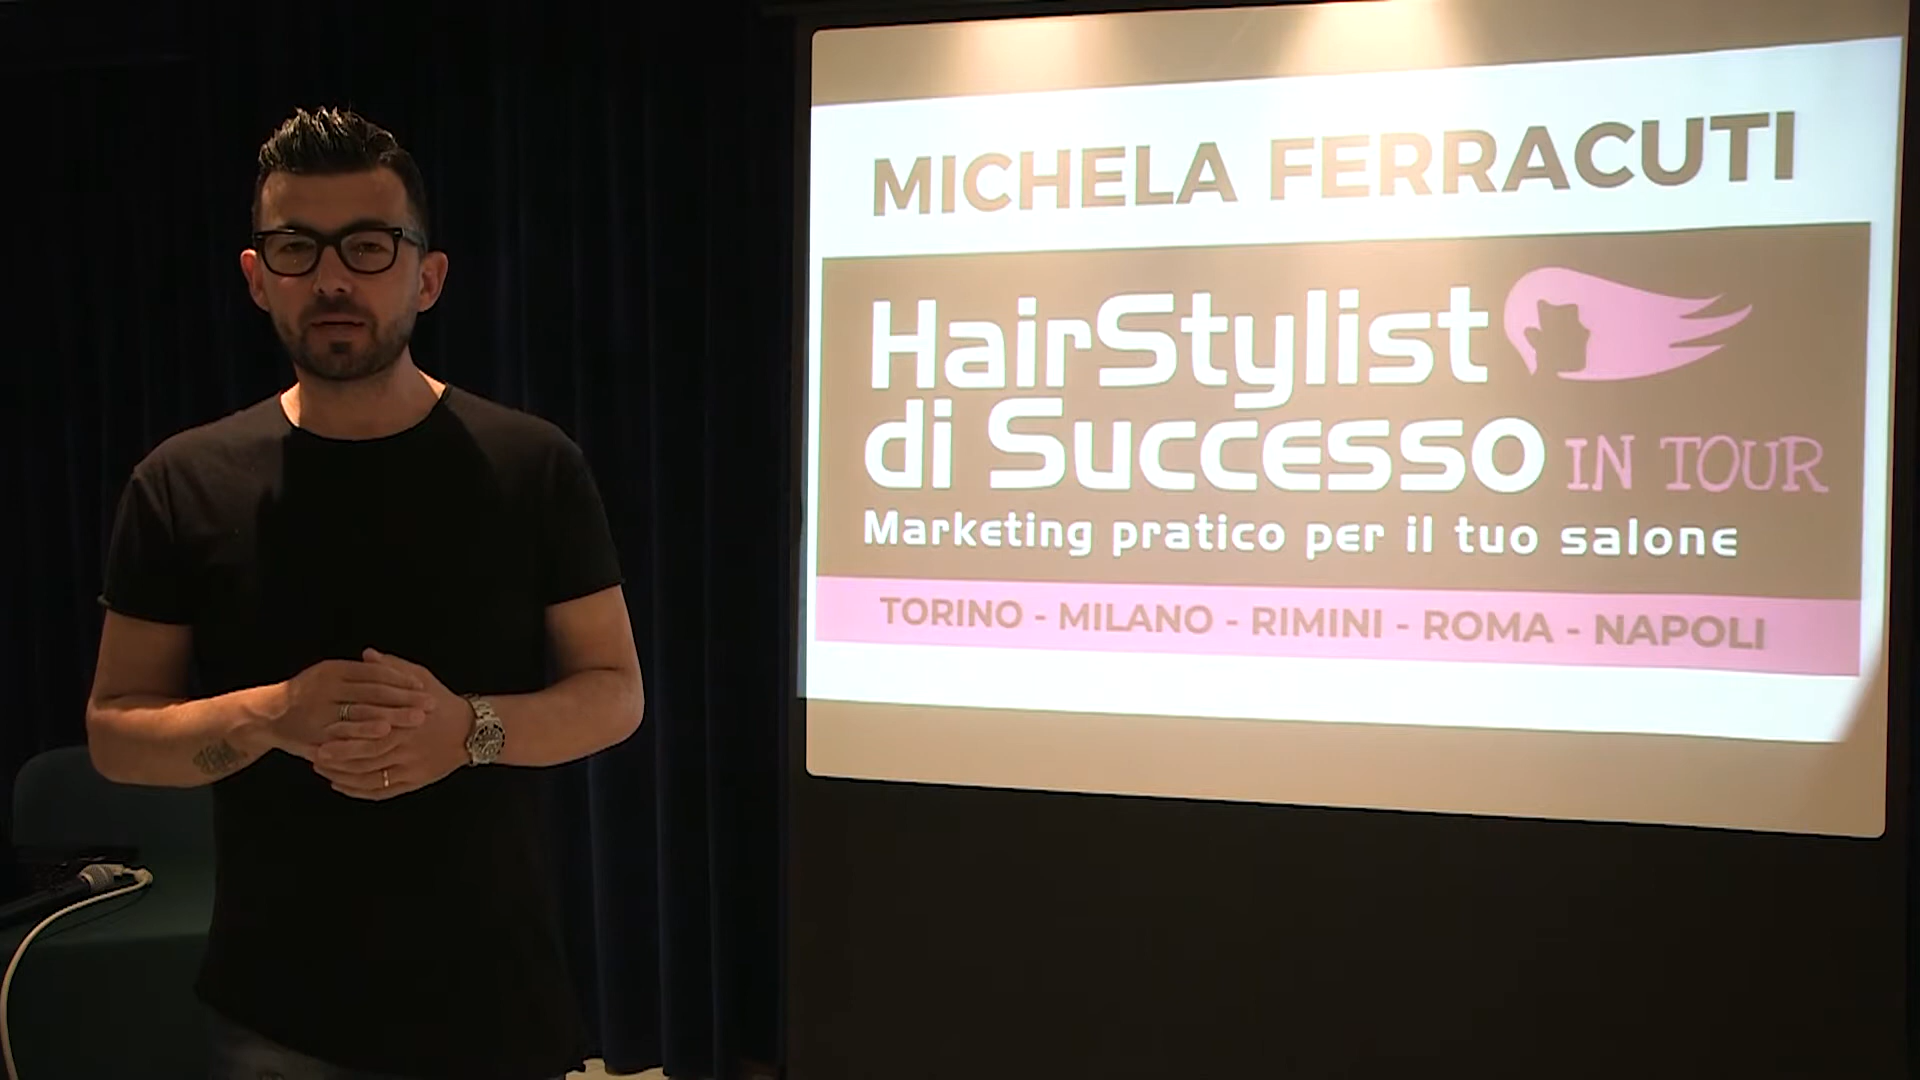 MICHELA FERRACUTI
HairStylist
di Successo IN TOUR
Marketing pratico per il tuo salone
TORINO - MILANO - RIMINI - ROMA - NAPOLI